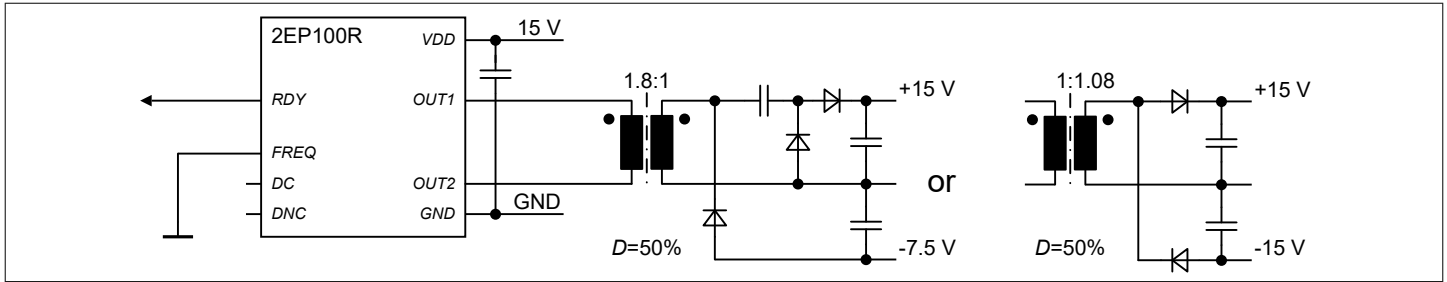 2EP100R
VDD
15 V
1.8:1
1:1.08
RDY
OUT1
+15 V
+15 V
FREQ
DC
OUT2
or
DNC
GND
GND
D=50%
-7.5 V
D=50%
-15 V